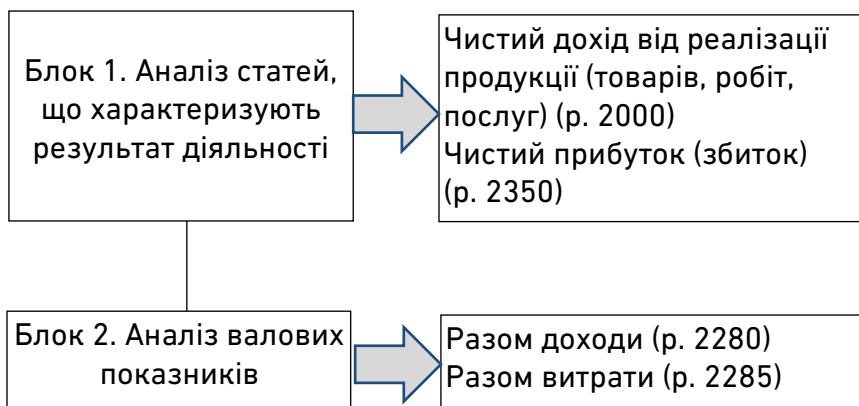 Блок 1. Аналіз статей,
що характеризують
результат діяльності
Чистий дохід від реалізації
продукції (товарів, робіт,
послуг) (р. 2000)
Чистий прибуток (збиток)
(р. 2350)
Блок 2. Аналіз валових
показників
Разом доходи (р. 2280)
Разом витрати (р. 2285)